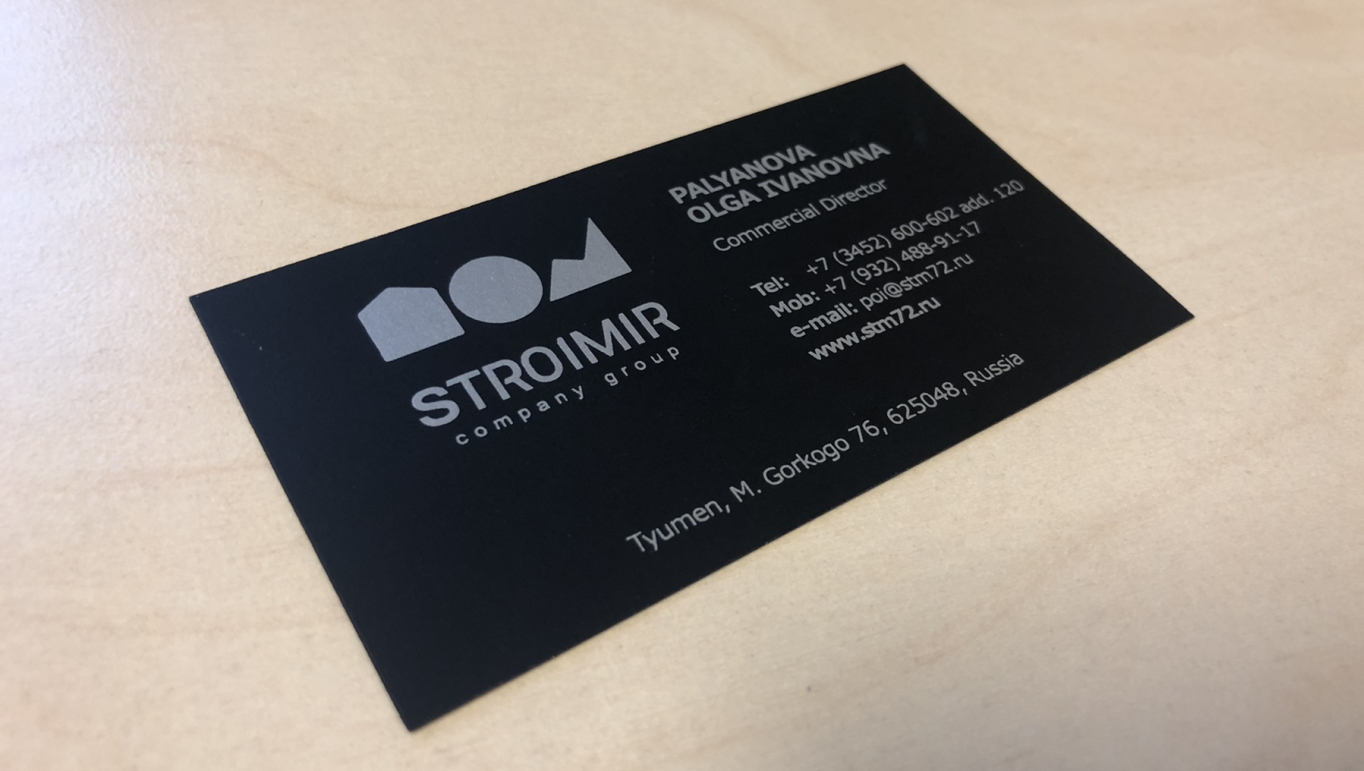 STROIMIR
company group
PALYANOVA
OLGA IVANOVNA
Commercial Director
Tel: +7 (3452) 600-602 add. 120
Mob: +7 (932) 488-91-17
e-mail: poi@stm72.ru
www.stm72.ru
Tyumen, M. Gorkogo 76, 625048, Russia